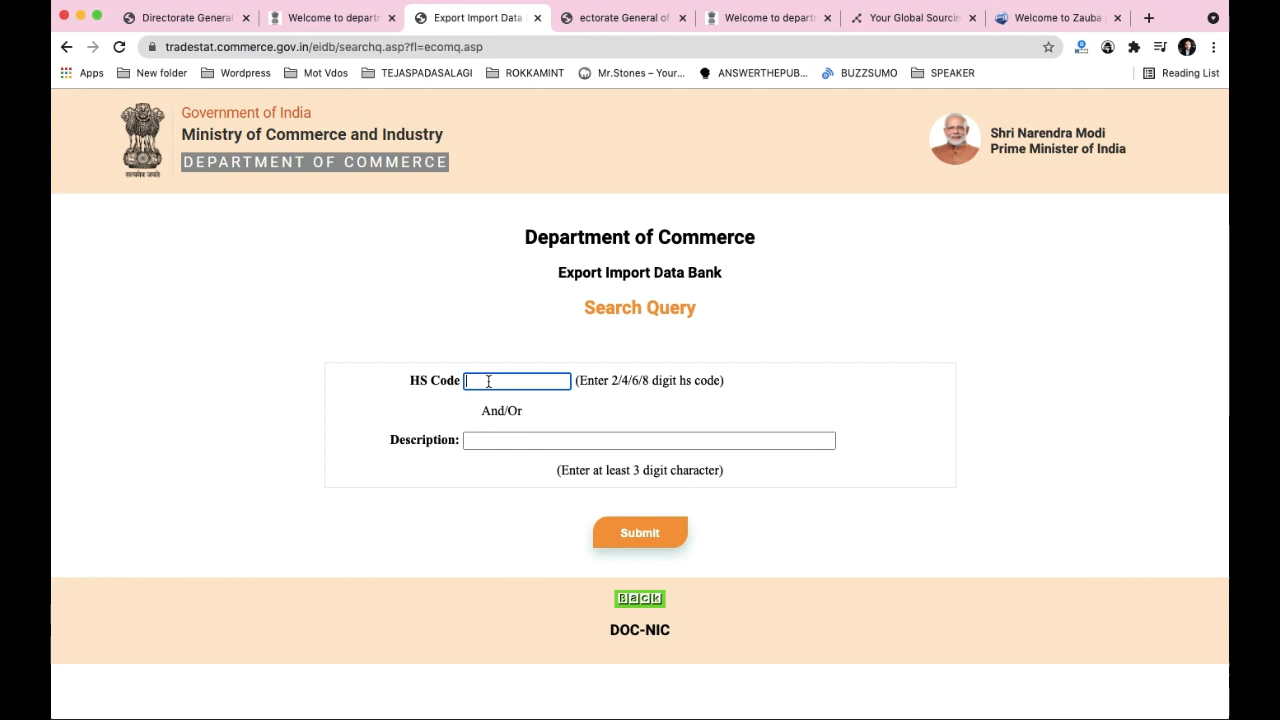 Directorate General
Welcome to departr
Export Import Data
ectorate General of
Welcome to depart
Your Global Sourcin
Welcome to Zauba
tradestat.commerce.gov.in/eidb/searchq.asp?fl=ecomq.asp
Apps
New folder
Wordpress
Mot Vdos
TEJASPADASALAGI
ROKKAMINT
Mr.Stones – Your...
ANSWERTHEPUB...
BUZZSUMO
SPEAKER
Reading List
Government of India
Ministry of Commerce and Industry
DEPARTMENT OF COMMERCE
सत्यमेव जयते
Shri Narendra Modi
Prime Minister of India
Department of Commerce
Export Import Data Bank
Search Query
HS Code (Enter 2/4/6/8 digit hs code)
And/Or
Description:
(Enter at least 3 digit character)
Submit
Back
DOC-NIC